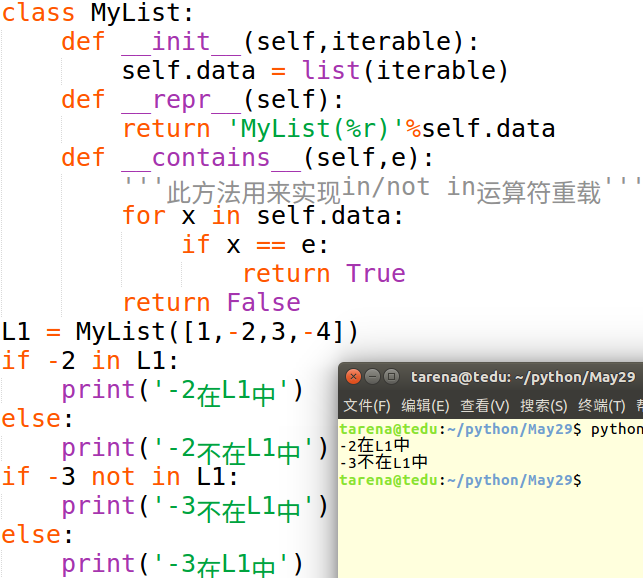 class MyList:
    def __init__(self,iterable):
        self.data = list(iterable)
    def __repr__(self):
        return 'MyList(%r)'%self.data
    def __contains__(self,e):
        '''此方法用来实现in/not in运算符重载'''
        for x in self.data:
            if x == e:
                return True
        return False
L1 = MyList([1,-2,3,-4])
if -2 in L1:
    print('-2在L1中')
else:
    print('-2不在L1中')
if -3 not in L1:
    print('-3不在L1中')
else:
    print('-3在L1中')
tarena@tedu: ~/python/May29
文件(F) 编辑(E) 查看(V) 搜索(S) 终端(T)
tarena@tedu:~/python/May29$ python
-2在L1中
-3不在L1中
tarena@tedu:~/python/May29$